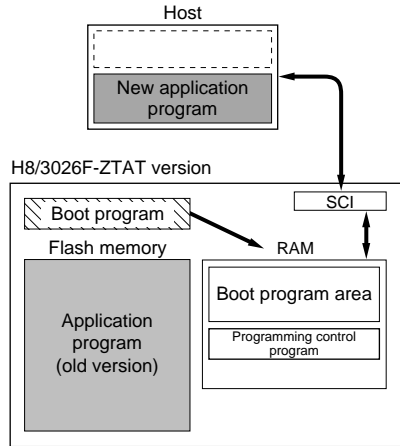 Host
New application
program
H8/3026F-ZTAT version
SCI
Boot program
Flash memory
RAM
Application
program
(old version)
Boot program area
Programming control
program